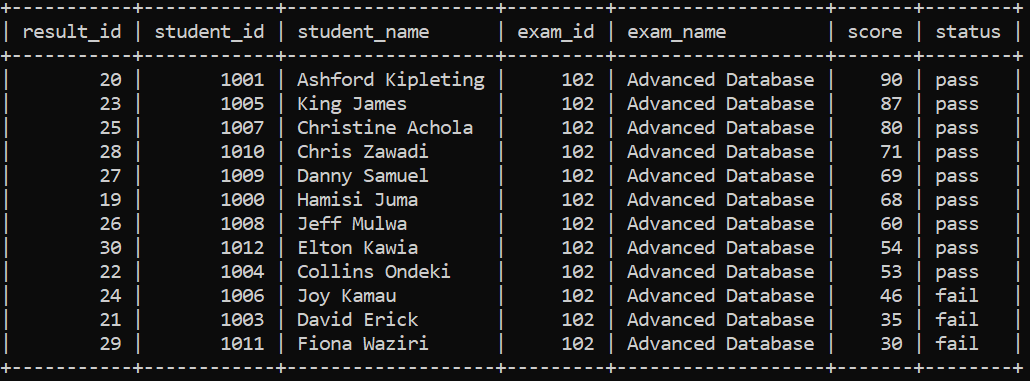 +-----------+------------+-------------------+---------+-------------------+-------+--------+
| result_id | student_id | student_name      | exam_id | exam_name         | score | status |
+-----------+------------+-------------------+---------+-------------------+-------+--------+
|        20 |       1001 | Ashford Kipleting |     102 | Advanced Database |    90 | pass   |
|        23 |       1005 | King James        |     102 | Advanced Database |    87 | pass   |
|        25 |       1007 | Christine Achola  |     102 | Advanced Database |    80 | pass   |
|        28 |       1010 | Chris Zawadi      |     102 | Advanced Database |    71 | pass   |
|        27 |       1009 | Danny Samuel      |     102 | Advanced Database |    69 | pass   |
|        19 |       1000 | Hamisi Juma       |     102 | Advanced Database |    68 | pass   |
|        26 |       1008 | Jeff Mulwa        |     102 | Advanced Database |    60 | pass   |
|        30 |       1012 | Elton Kawia       |     102 | Advanced Database |    54 | pass   |
|        22 |       1004 | Collins Ondeki    |     102 | Advanced Database |    53 | pass   |
|        24 |       1006 | Joy Kamau         |     102 | Advanced Database |    46 | fail   |
|        21 |       1003 | David Erick       |     102 | Advanced Database |    35 | fail   |
|        29 |       1011 | Fiona Waziri      |     102 | Advanced Database |    30 | fail   |
+-----------+------------+-------------------+---------+-------------------+-------+--------+